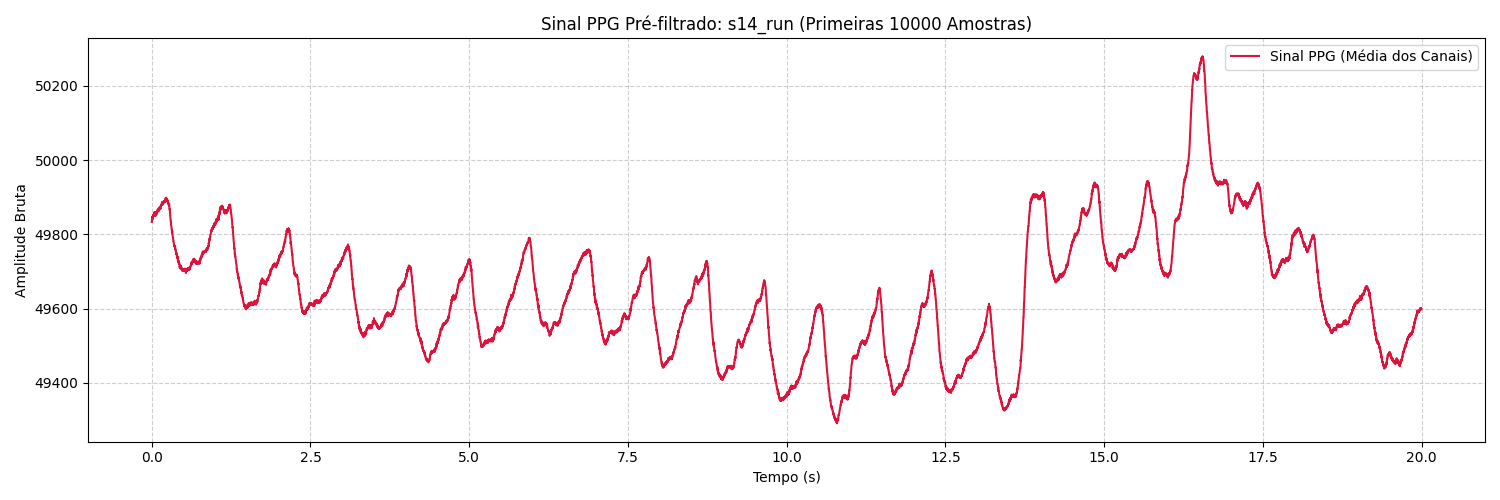 Sinal PPG Pré-filtrado: s14_run (Primeiras 10000 Amostras)
Sinal PPG (Média dos Canais)
Amplitude Bruta
50200
50000
49800
49600
49400
0.0 2.5 5.0 7.5 10.0 12.5 15.0 17.5 20.0
Tempo (s)